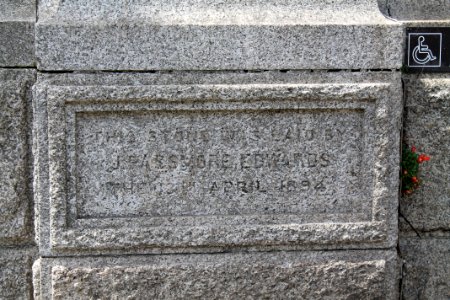 THIS STONE WAS LAID BY
J. PASSMORE EDWARDS
APRIL 1894